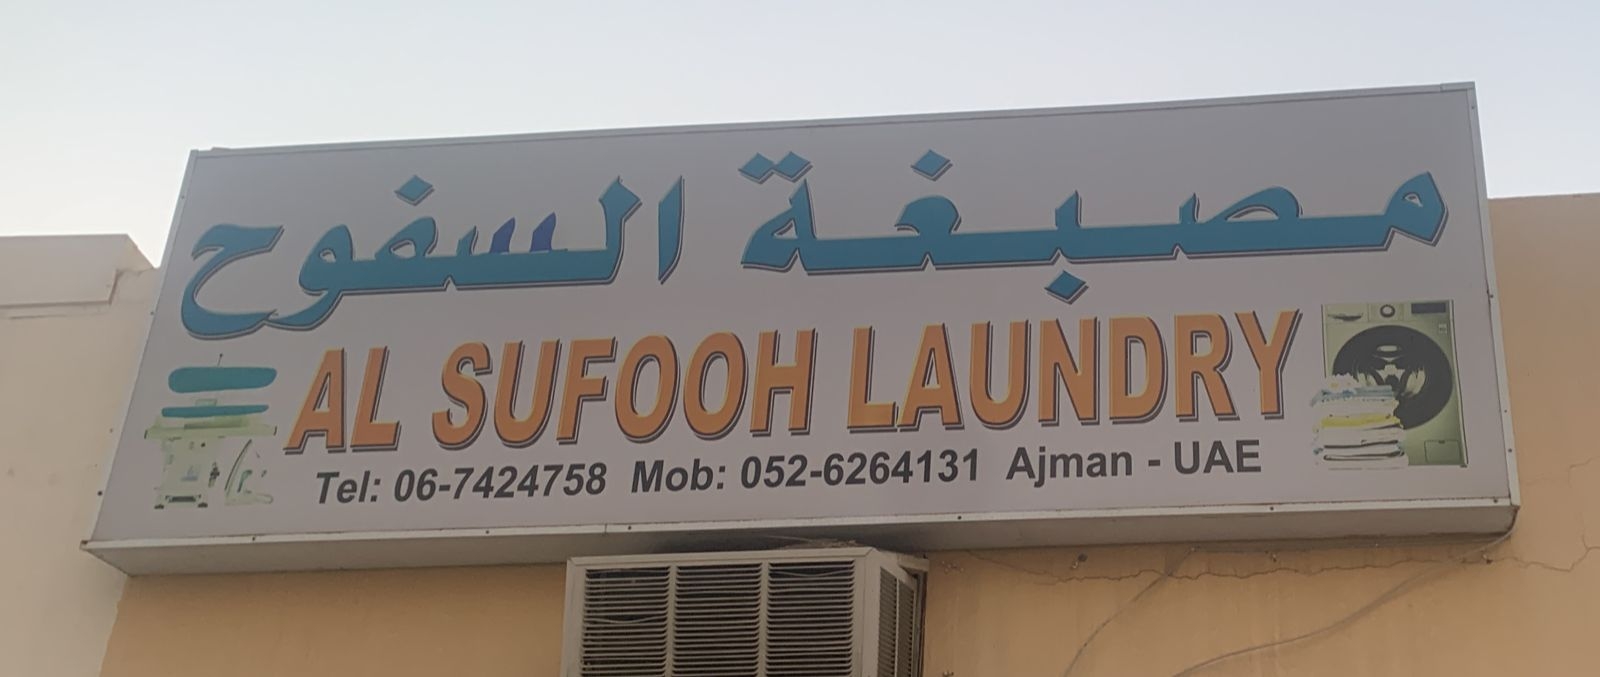 مصبغة السفوح
AL SUFOOH LAUNDRY
Tel: 06-7424758 Mob: 052-6264131 Ajman - UAE